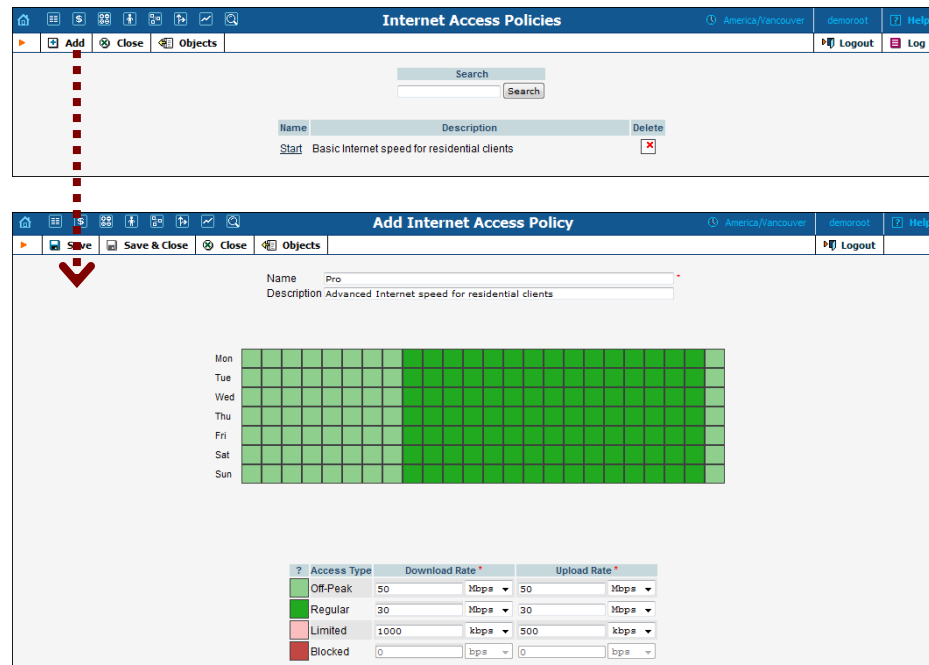 Internet Access Policies America/Vancouver demoroot ? Help
Add Close Objects Logout Log
Search
Search
Name Description Delete
Start Basic Internet speed for residential clients
Add Internet Access Policy America/Vancouver demoroot ? Help
Save Save & Close Close Objects Logout
Name Pro *
Description Advanced Internet speed for residential clients
Mon
Tue
Wed
Thu
Fri
Sat
Sun
? Access Type Download Rate * Upload Rate *
Off-Peak 50 Mbps 50 Mbps
Regular 30 Mbps 30 Mbps
Limited 1000 kbps 500 kbps
Blocked 0 bps 0 bps